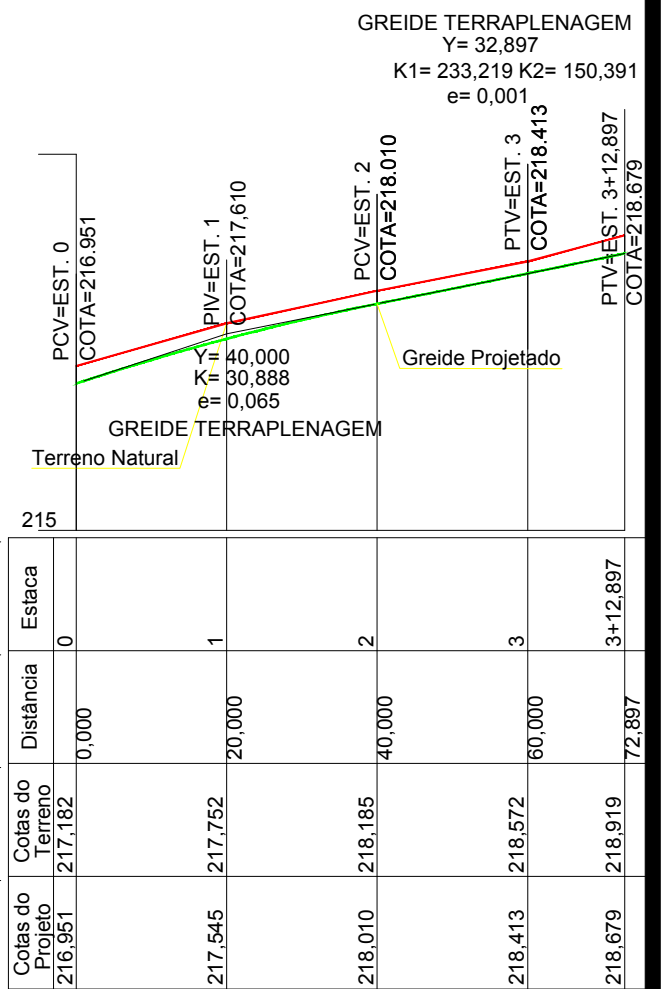 GREIDE TERRAPLENAGEM
Y= 32,897
K1= 233,219 K2= 150,391
e= 0,001
PCV=EST. 0
COTA=216.951
PIV=EST. 1
COTA=217,610
PCV=EST. 2
COTA=218.010
PTV=EST. 3
COTA=218.413
PTV=EST. 3+12,897
COTA=218.679
Y= 40,000
K= 30,888
e= 0,065
GREIDE TERRAPLENAGEM
Greide Projetado
Terreno Natural
215
Estaca
0
1
2
3
3+12,897
Distância
0,000
20,000
40,000
60,000
72,897
Cotas do
Terreno
217,182
217,752
218,185
218,572
218,919
Cotas do
Projeto
216,951
217,545
218,010
218,413
218.679